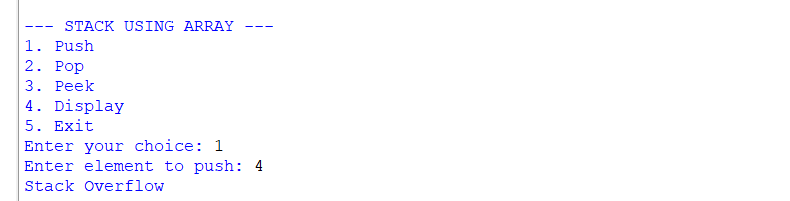 --- STACK USING ARRAY ---
1. Push
2. Pop
3. Peek
4. Display
5. Exit
Enter your choice: 1
Enter element to push: 4
Stack Overflow